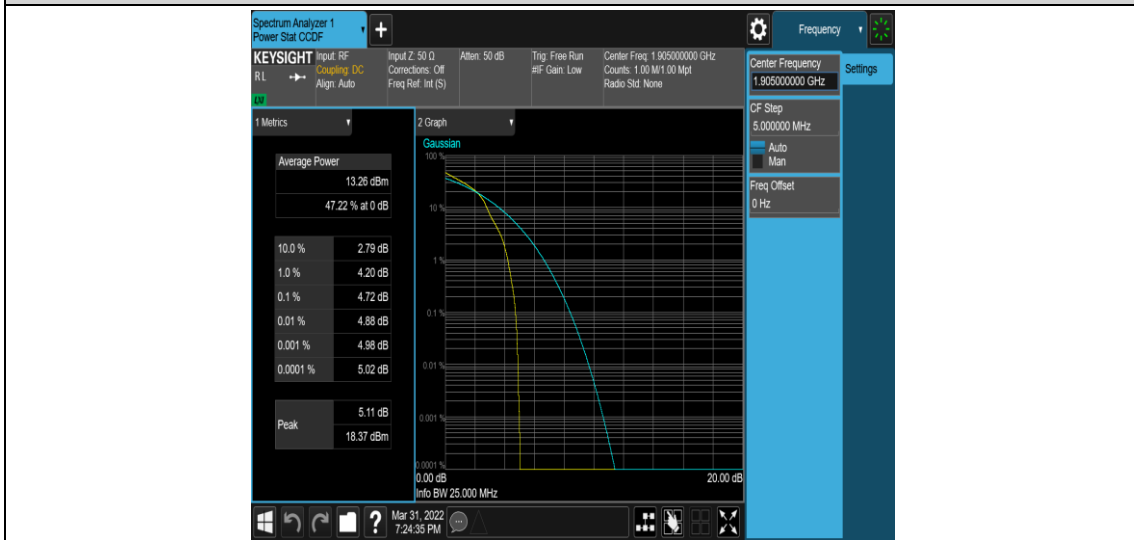 Spectrum Analyzer 1
Power Stat CCDF
+
Frequency
KEYSIGHT
RL
LXI
Input: RF
Coupling: DC
Align: Auto
Input Z: 50 Ω
Corrections: Off
Freq Ref: Int (S)
Atten: 50 dB
Trig: Free Run
#IF Gain: Low
Center Freq: 1.905000000 GHz
Counts: 1.00 M/1.00 Mpt
Radio Std: None
Center Frequency
1.905000000 GHz
Settings
CF Step
5.000000 MHz
Auto
Man
Freq Offset
0 Hz
1 Metrics
Average Power
13.26 dBm
47.22 % at 0 dB
10.0 % 2.79 dB
1.0 % 4.20 dB
0.1 % 4.72 dB
0.01 % 4.88 dB
0.001 % 4.98 dB
0.0001 % 5.02 dB
Peak
5.11 dB
18.37 dBm
2 Graph
Gaussian
100 %
10 %
1 %
0.1 %
0.01 %
0.001 %
0.0001 %
0.00 dB 20.00 dB
Info BW 25.000 MHz
?
Mar 31, 2022
7:24:35 PM